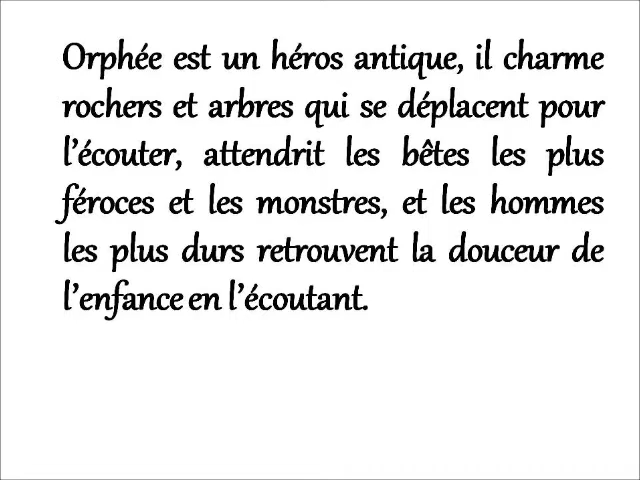 Orphée est un héros antique, il charme
rochers et arbres qui se déplacent pour
l’écouter, attendrit les bêtes les plus
féroces et les monstres, et les hommes
les plus durs retrouvent la douceur de
l’enfance en l’écoutant.